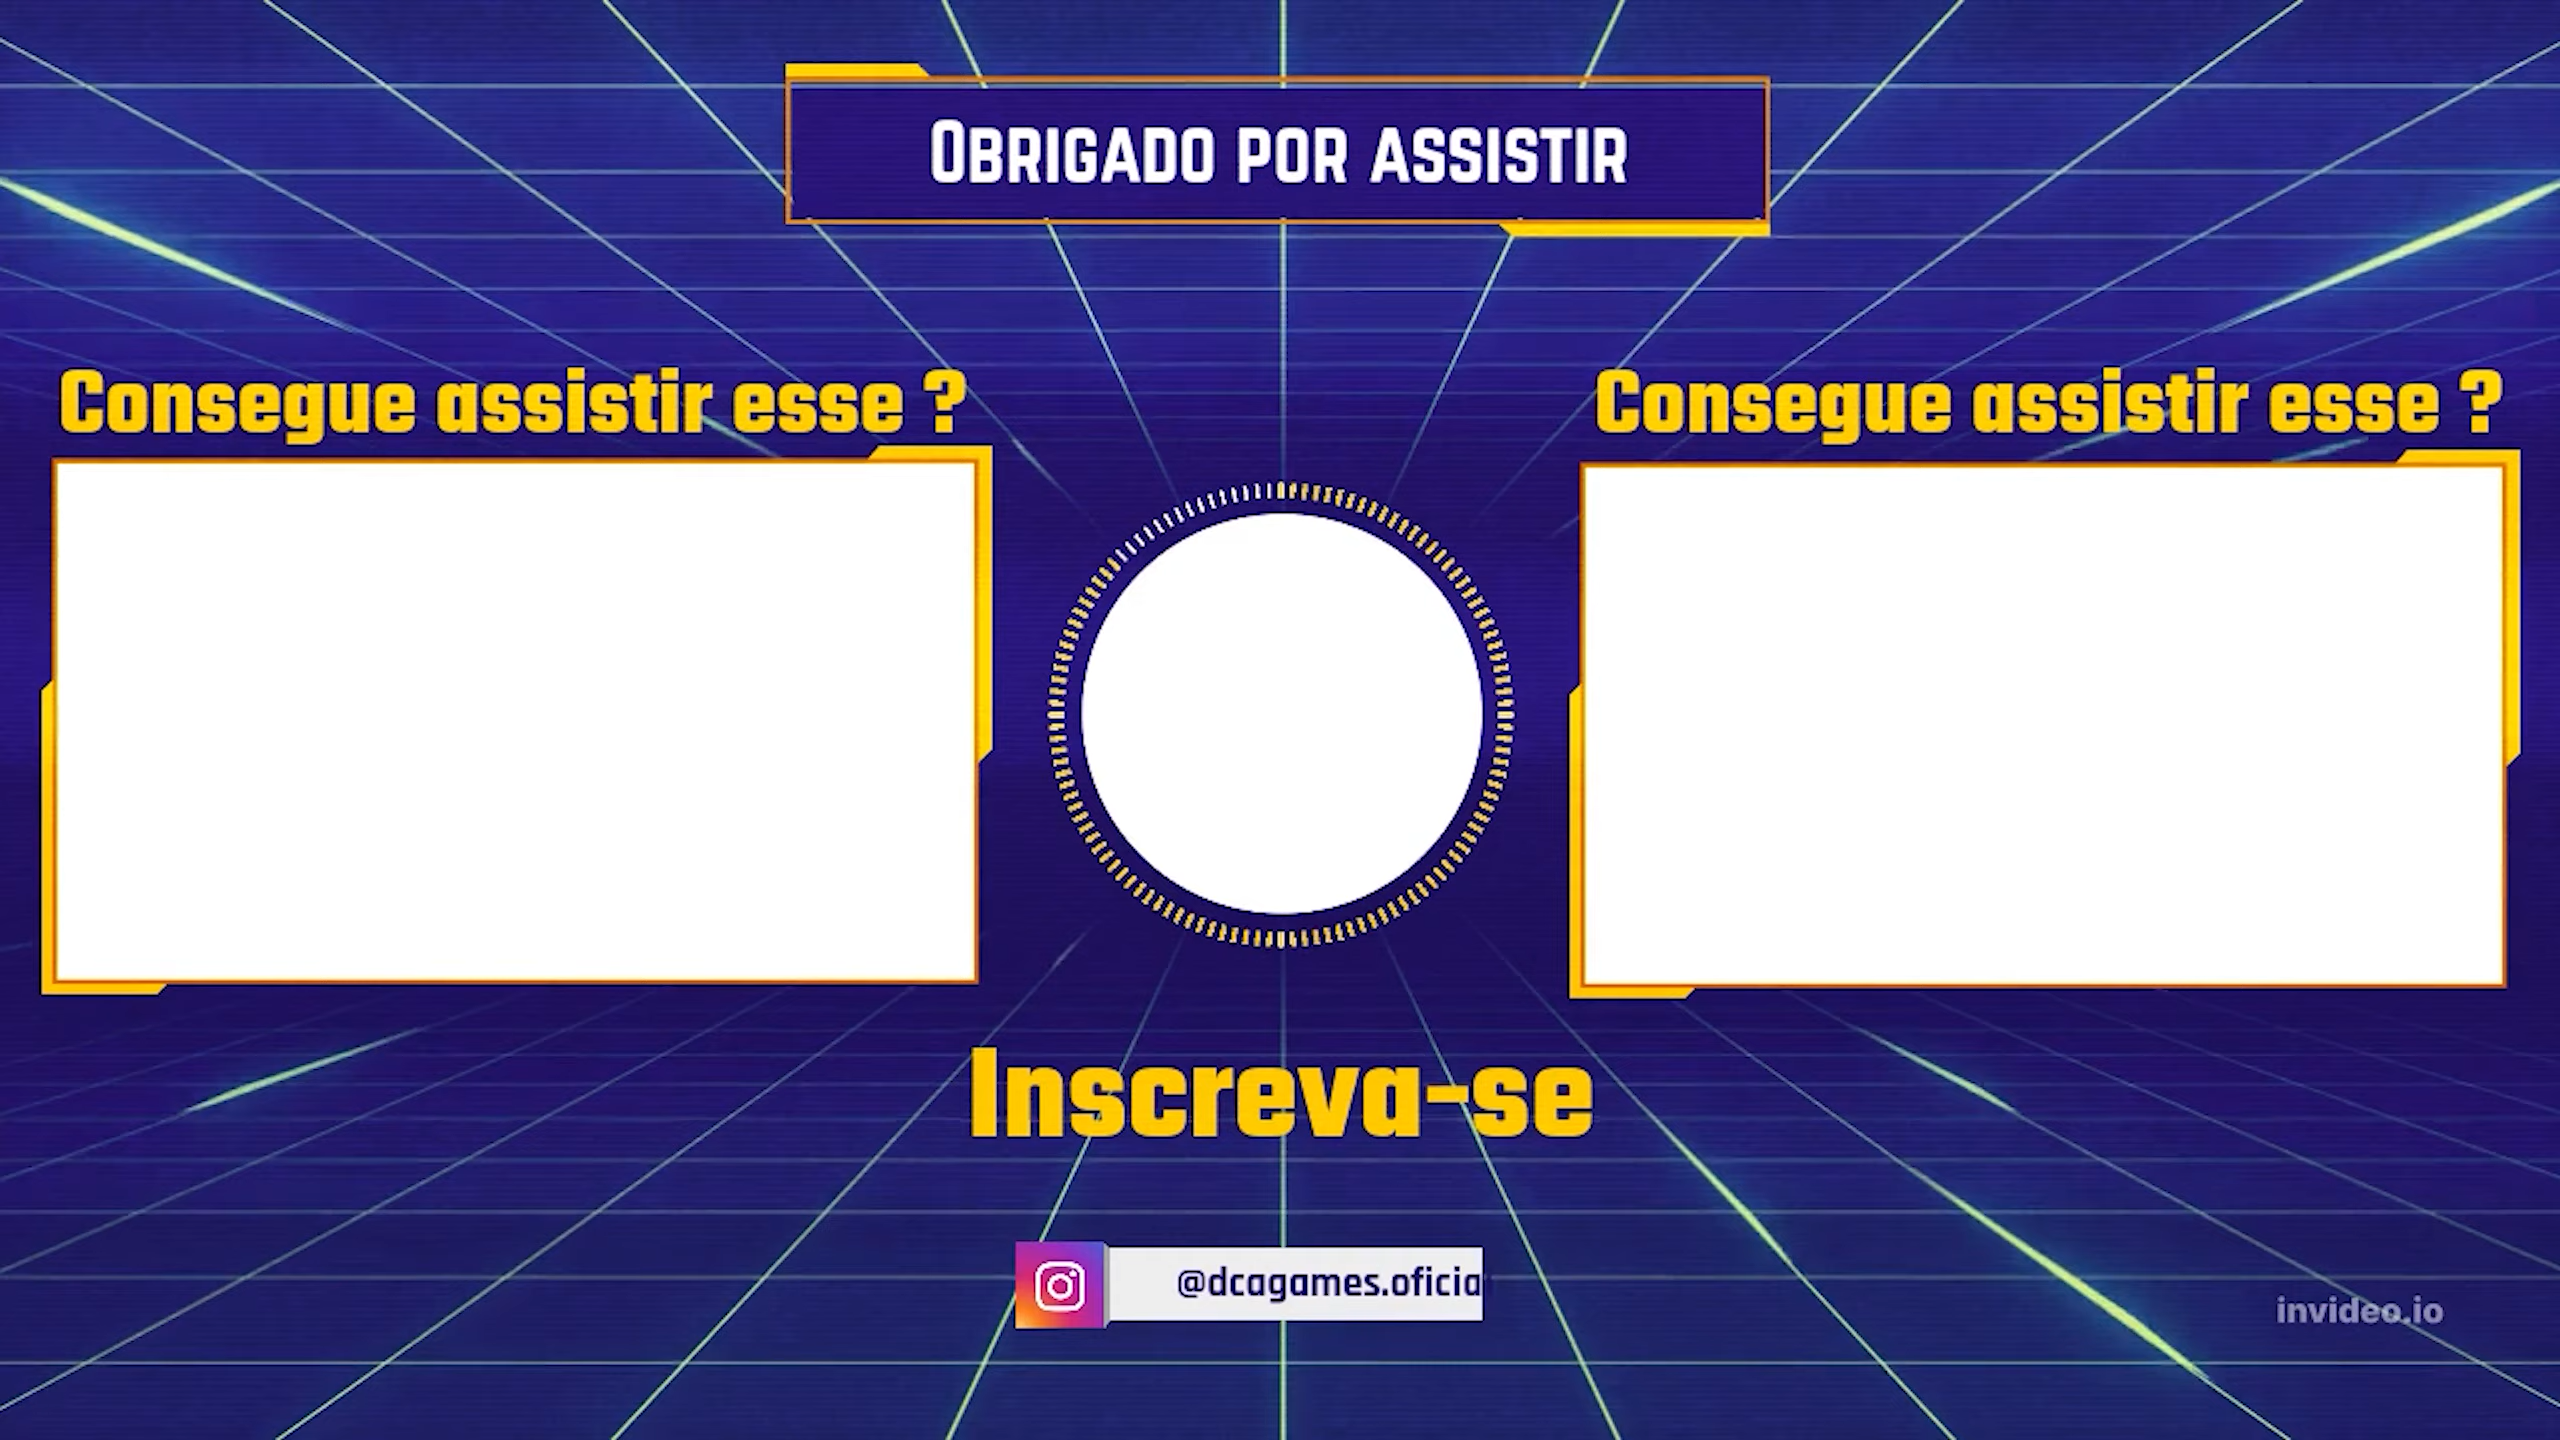 Obrigado por assistir
Consegue assistir esse ?
Consegue assistir esse ?
Inscreva-se
@dcagames.oficia
invideo.io